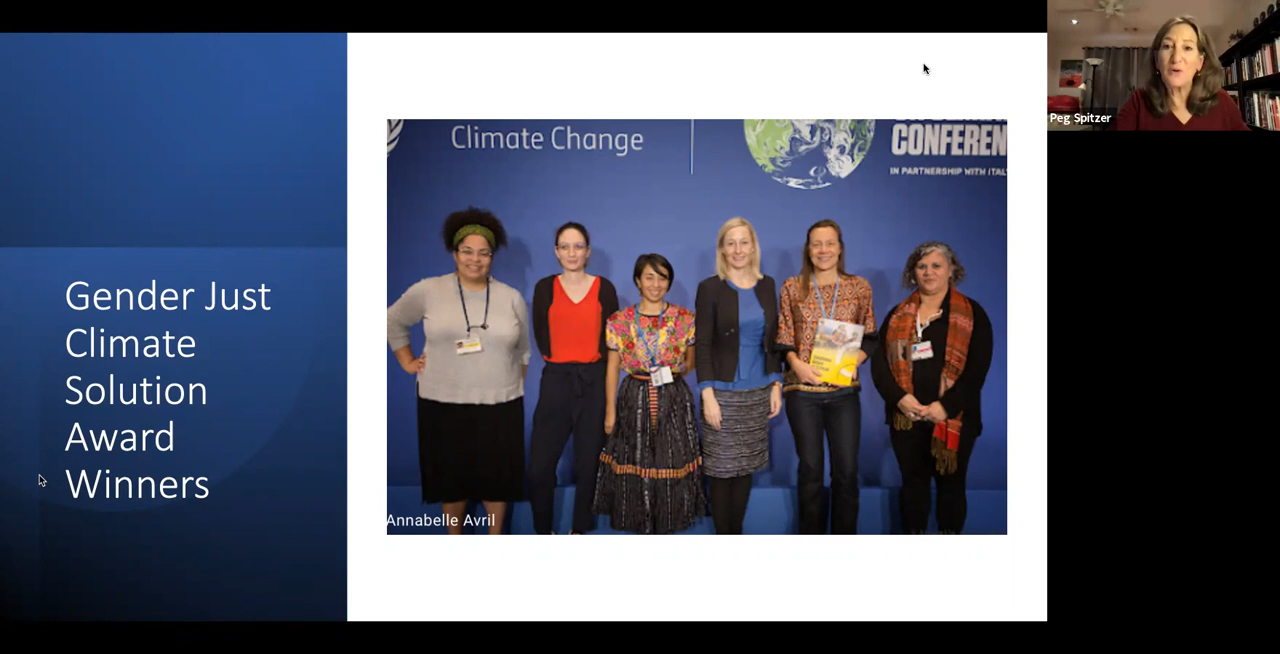 Gender Just
Climate
Solution
Award
Winners
Climate Change
CONFEREN
IN PARTNERSHIP WITH ITAL
Annabelle Avril
Peg Spitzer